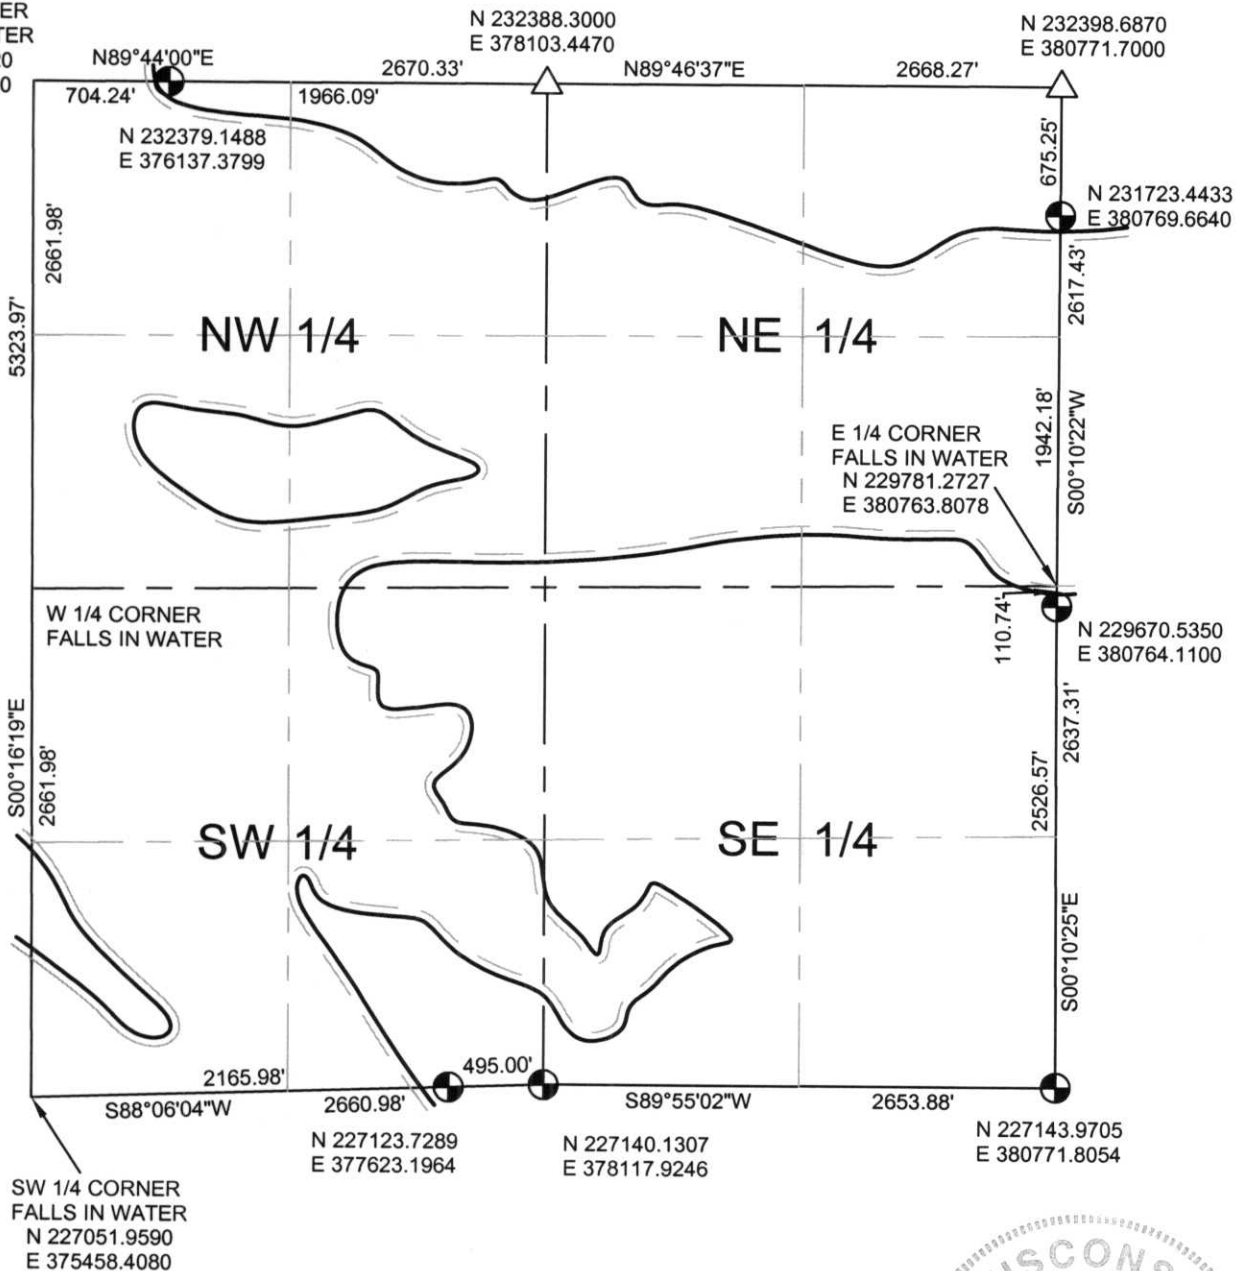 ER
TER
20
0
N 232388.3000
E 378103.4470
N 232398.6870
E 380771.7000
N89°44'00"E
2670.33'
N89°46'37"E
2668.27'
704.24'
1966.09'
N 232379.1488
E 376137.3799
675.25'
N 231723.4433
E 380769.6640
2661.98'
2617.43'
5323.97'
NW 1/4
NE 1/4
1942.18'
S00°10'22"W
E 1/4 CORNER
FALLS IN WATER
N 229781.2727
E 380763.8078
W 1/4 CORNER
FALLS IN WATER
110.74'
N 229670.5350
E 380764.1100
S00°16'19"E
2661.98'
2637.31'
2526.57'
SW 1/4
SE 1/4
S00°10'25"E
2165.98'
495.00'
S88°06'04"W
2660.98'
S89°55'02"W
2653.88'
N 227123.7289
E 377623.1964
N 227140.1307
E 378117.9246
N 227143.9705
E 380771.8054
SW 1/4 CORNER
FALLS IN WATER
N 227051.9590
E 375458.4080
SCONS